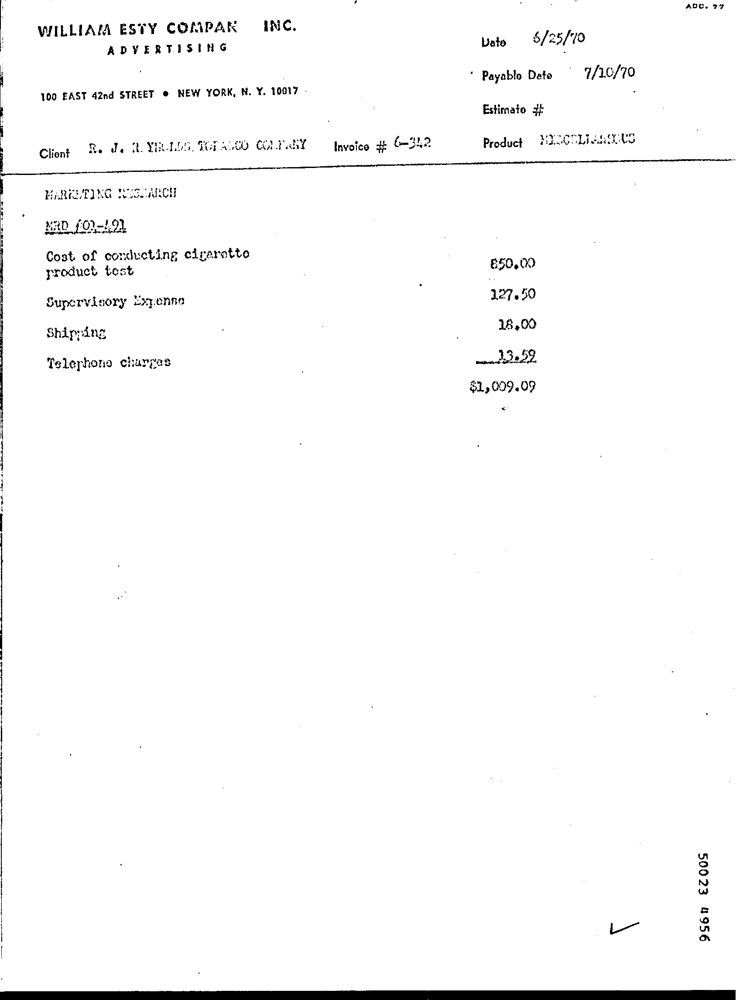 ADC. 77
WILLIAM ESTY COMPAN INC.
ADVERTISING
100 EAST 42nd STREET • NEW YORK, N. Y. 10017
Date 6/25/70
Payable Date 7/10/70
Estimate #
Client R. J. REYNOLDS TOBACCO COMPANY Invoice # 6-342 Product MISCELLANEOUS
MARKETING RESEARCH
MRD #01-491
Cost of conducting cigarette
product test 850.00
Supervisory Expense 127.50
Shipping 18.00
Telephone charges 13.59
$1,009.09
50023 4956